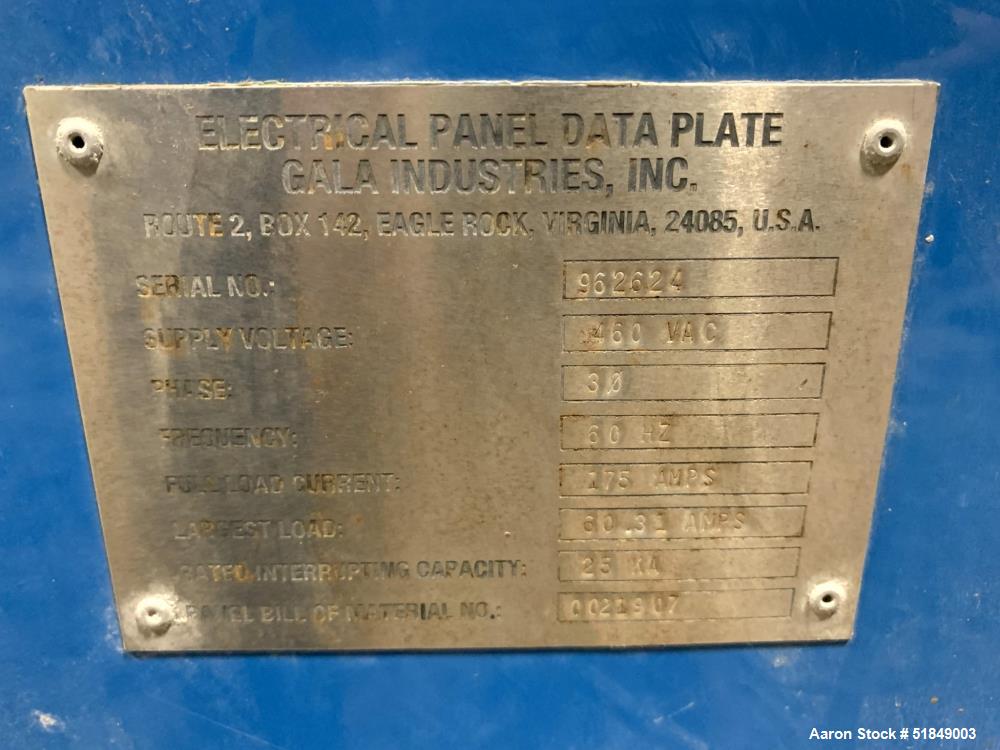 ELECTRICAL PANEL DATA PLATE
GALA INDUSTRIES, INC.
ROUTE 2, BOX 142, EAGLE ROCK, VIRGINIA, 24085, U.S.A.
SERIAL NO.: 962624
SUPPLY VOLTAGE: 460 VAC
PHASE: 3Ø
FREQUENCY: 60 HZ
FULL LOAD CURRENT: 175 AMPS
LARGEST LOAD: 60.31 AMPS
RATED INTERRUPTING CAPACITY: 25 KA
PANEL BILL OF MATERIAL NO.: 0021907
Aaron Stock # 51849003